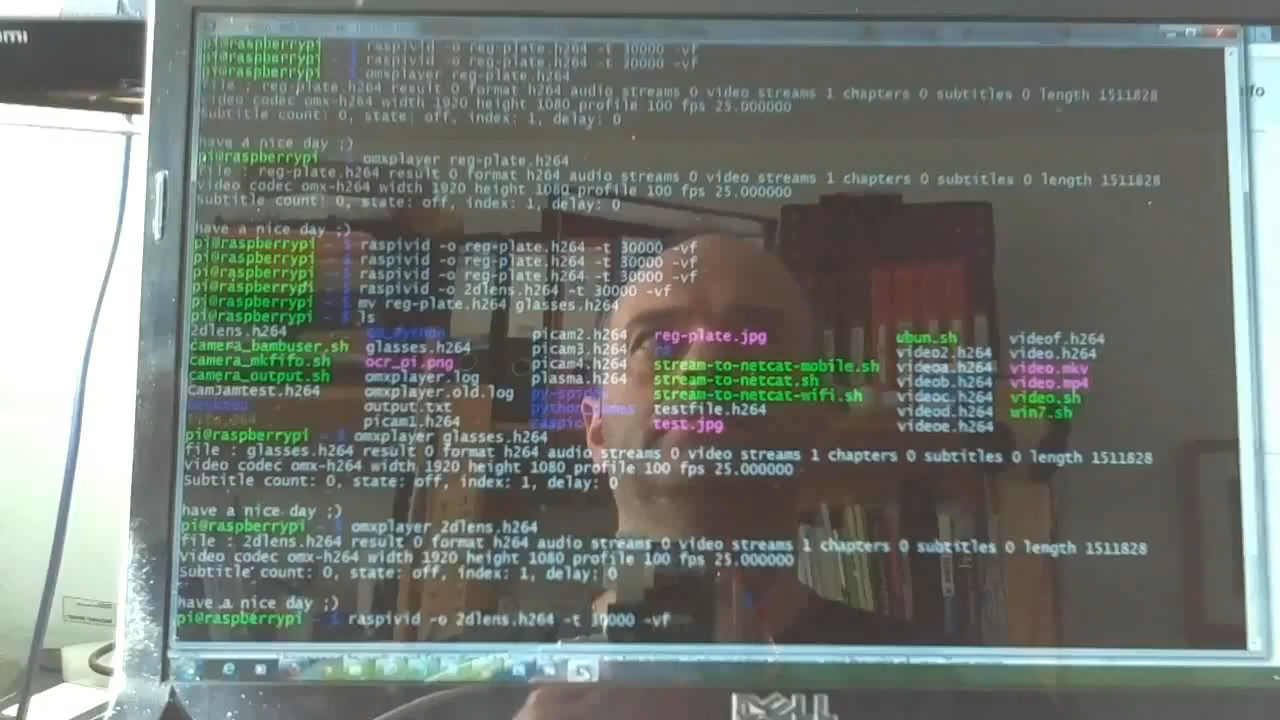 pi@raspberrypi ~ $ raspivid -o reg-plate.h264 -t 30000 -vf
pi@raspberrypi ~ $ raspivid -o reg-plate.h264 -t 30000 -vf
pi@raspberrypi ~ $ omxplayer reg-plate.h264
file : reg-plate.h264 result 0 format h264 audio streams 0 video streams 1 chapters 0 subtitles 0 length 1511828
video codec omx-h264 width 1920 height 1080 profile 100 fps 25.000000
Subtitle count: 0, state: off, index: 1, delay: 0
have a nice day ;)
pi@raspberrypi ~ $ omxplayer reg-plate.h264
file : reg-plate.h264 result 0 format h264 audio streams 0 video streams 1 chapters 0 subtitles 0 length 1511828
video codec omx-h264 width 1920 height 1080 profile 100 fps 25.000000
Subtitle count: 0, state: off, index: 1, delay: 0
have a nice day ;)
pi@raspberrypi ~ $ raspivid -o reg-plate.h264 -t 30000 -vf
pi@raspberrypi ~ $ raspivid -o reg-plate.h264 -t 30000 -vf
pi@raspberrypi ~ $ raspivid -o reg-plate.h264 -t 30000 -vf
pi@raspberrypi ~ $ raspivid -o 2dlens.h264 -t 30000 -vf
pi@raspberrypi ~ $ mv reg-plate.h264 glasses.h264
pi@raspberrypi ~ $ ls
2dlens.h264 picam2.h264 reg-plate.jpg ubun.sh videof.h264
camera_bambuser.sh glasses.h264 picam3.h264 video2.h264 video.h264
camera_mkfifo.sh ocr_pi.png picam4.h264 stream-to-netcat-mobile.sh videoa.h264 video.mkv
camera_output.sh omxplayer.log plasma.h264 stream-to-netcat.sh videob.h264 video.mp4
CamJamtest.h264 omxplayer.old.log stream-to-netcat-wifi.sh videoc.h264 video.sh
Desktop output.txt python_games testfile.h264 videod.h264 win7.sh
picam1.h264 test.jpg videoe.h264
pi@raspberrypi ~ $ omxplayer glasses.h264
file : glasses.h264 result 0 format h264 audio streams 0 video streams 1 chapters 0 subtitles 0 length 1511828
video codec omx-h264 width 1920 height 1080 profile 100 fps 25.000000
Subtitle count: 0, state: off, index: 1, delay: 0
have a nice day ;)
pi@raspberrypi ~ $ omxplayer 2dlens.h264
file : 2dlens.h264 result 0 format h264 audio streams 0 video streams 1 chapters 0 subtitles 0 length 1511828
video codec omx-h264 width 1920 height 1080 profile 100 fps 25.000000
Subtitle count: 0, state: off, index: 1, delay: 0
have a nice day ;)
pi@raspberrypi ~ $ raspivid -o 2dlens.h264 -t 30000 -vf
DELL